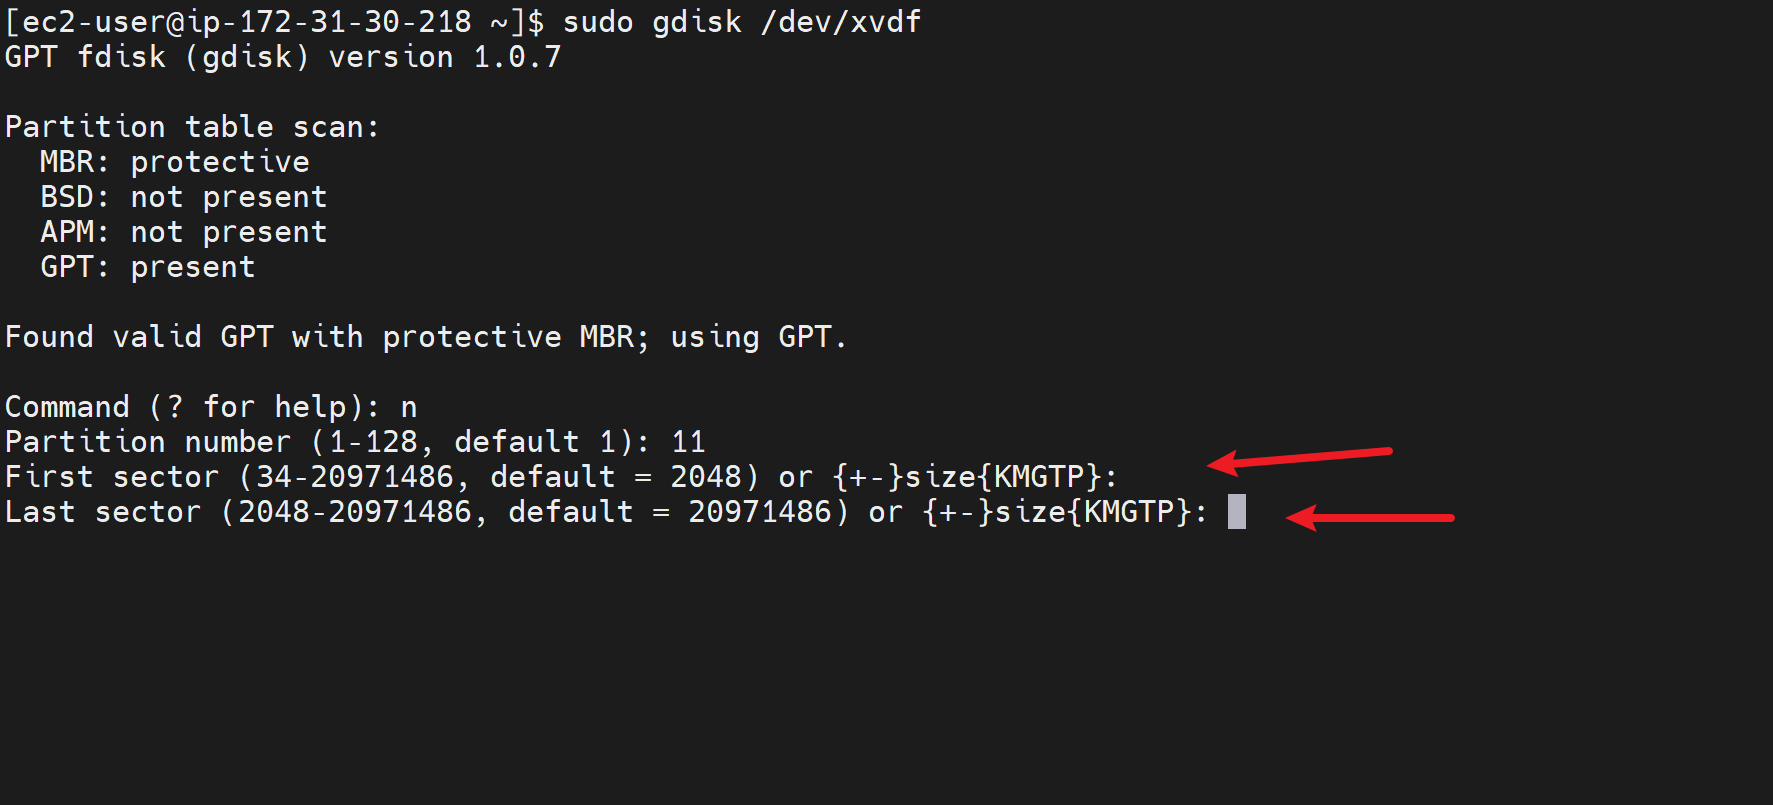 [ec2-user@ip-172-31-30-218 ~]$ sudo gdisk /dev/xvdf
GPT fdisk (gdisk) version 1.0.7
Partition table scan:
  MBR: protective
  BSD: not present
  APM: not present
  GPT: present
Found valid GPT with protective MBR; using GPT.
Command (? for help): n
Partition number (1-128, default 1): 11
First sector (34-20971486, default = 2048) or {+-}size{KMGTP}:
Last sector (2048-20971486, default = 20971486) or {+-}size{KMGTP}: